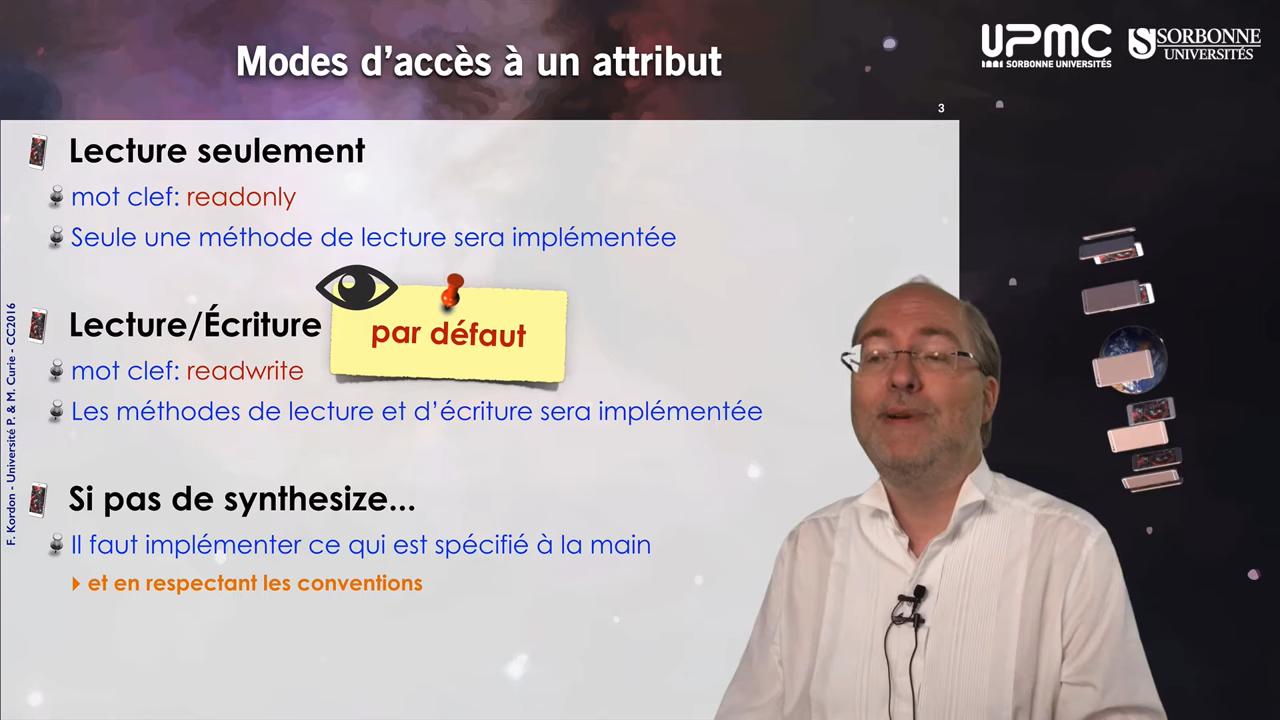 Modes d'accès à un attribut
UPMC
SORBONNE UNIVERSITÉS
SORBONNE
UNIVERSITÉS
3
Lecture seulement
mot clef: readonly
Seule une méthode de lecture sera implémentée
Lecture/Écriture
par défaut
mot clef: readwrite
Les méthodes de lecture et d'écriture sera implémentée
Si pas de synthesize...
Il faut implémenter ce qui est spécifié à la main
et en respectant les conventions
F. Kordon - Université P. & M. Curie - CC2016